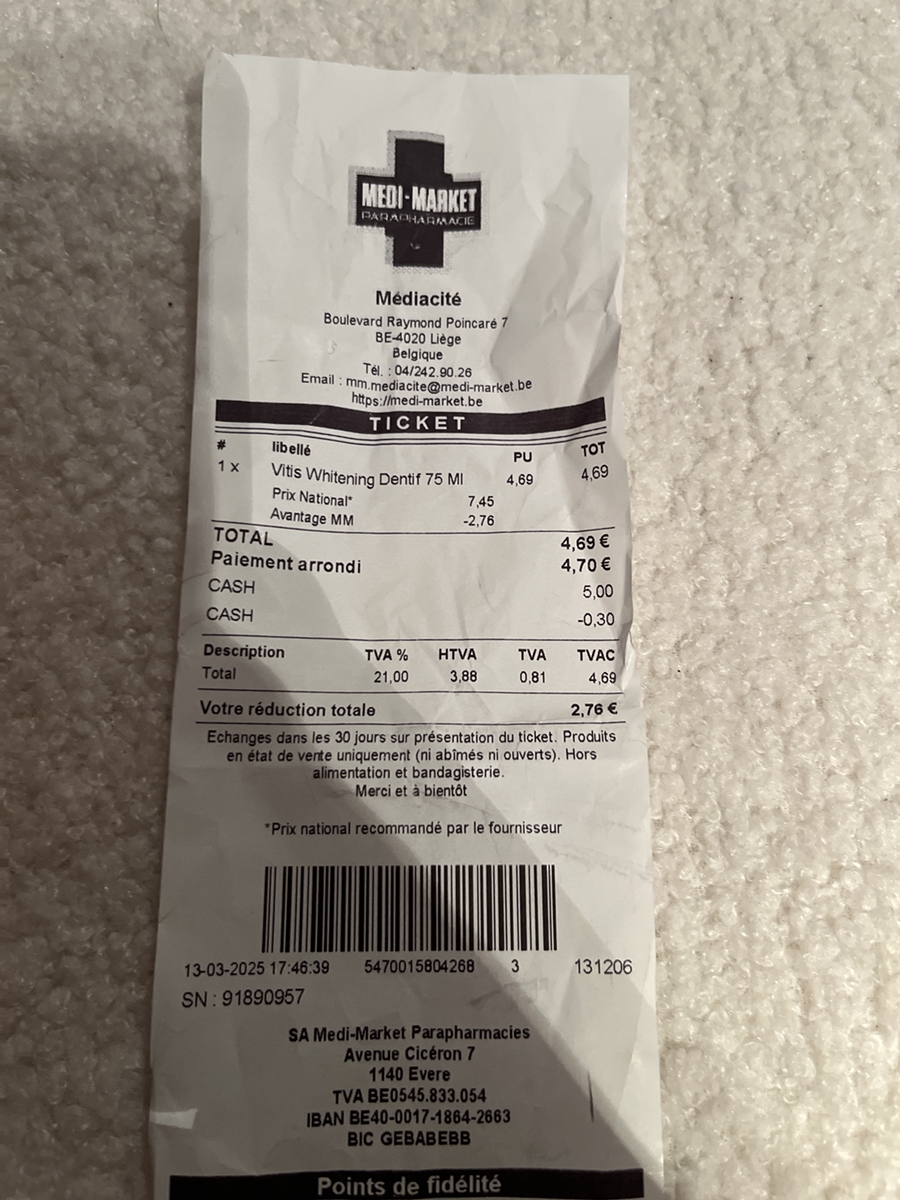 MEDI-MARKET
PARAPHARMACIE
Médiacité
Boulevard Raymond Poincaré 7
BE-4020 Liège
Belgique
Tél. : 04/242.90.26
Email : mm.mediacite@medi-market.be
https://medi-market.be
TICKET
# libellé PU TOT
1 x Vitis Whitening Dentif 75 Ml 4,69 4,69
Prix National* 7,45
Avantage MM -2,76
TOTAL 4,69 €
Paiement arrondi 4,70 €
CASH 5,00
CASH -0,30
Description TVA % HTVA TVA TVAC
Total 21,00 3,88 0,81 4,69
Votre réduction totale 2,76 €
Echanges dans les 30 jours sur présentation du ticket. Produits
en état de vente uniquement (ni abîmés ni ouverts). Hors
alimentation et bandagisterie.
Merci et à bientôt
*Prix national recommandé par le fournisseur
13-03-2025 17:46:39 5470015804268 3 131206
SN : 91890957
SA Medi-Market Parapharmacies
Avenue Cicéron 7
1140 Evere
TVA BE0545.833.054
IBAN BE40-0017-1864-2663
BIC GEBABEBB
Points de fidélité